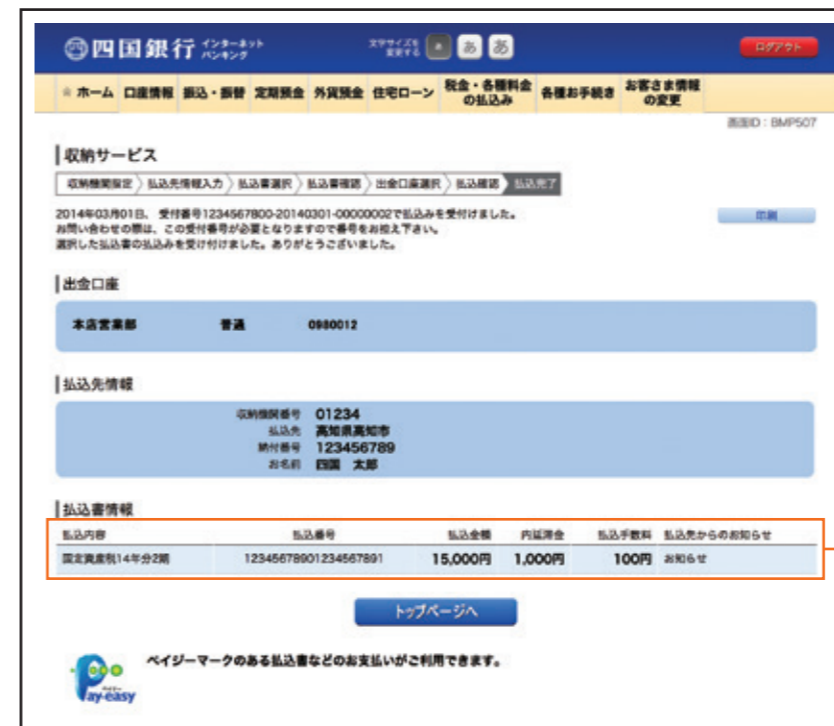 四国銀行 インターネットバンキング
文字サイズを変更する
あ あ
ログアウト
ホーム 口座情報 振込・振替 定期預金 外貨預金 住宅ローン 税金・各種料金の払込み 各種お手続き お客さま情報の変更
画面ID：BMP507
収納サービス
収納機関指定 払込先情報入力 払込書選択 払込書確認 出金口座選択 払込確認 払込完了
2014年03月01日、 受付番号1234567800-20140301-00000002で払込みを受付けました。
お問い合わせの際は、この受付番号が必要となりますので番号をお控え下さい。
選択した払込書の払込みを受け付けました。ありがとうございました。
印刷
出金口座
本店営業部 普通 0980012
払込先情報
収納機関番号 01234
払込先 高知県高知市
納付番号 123456789
お名前 四国 太郎
払込書情報
払込内容 払込番号 払込金額 内延滞金 払込手数料 払込先からのお知らせ
固定資産税14年分2期 12345678901234567891 15,000円 1,000円 100円 お知らせ
トップページへ
ペイジー
Pay-easy
ペイジーマークのある払込書などのお支払いがご利用できます。